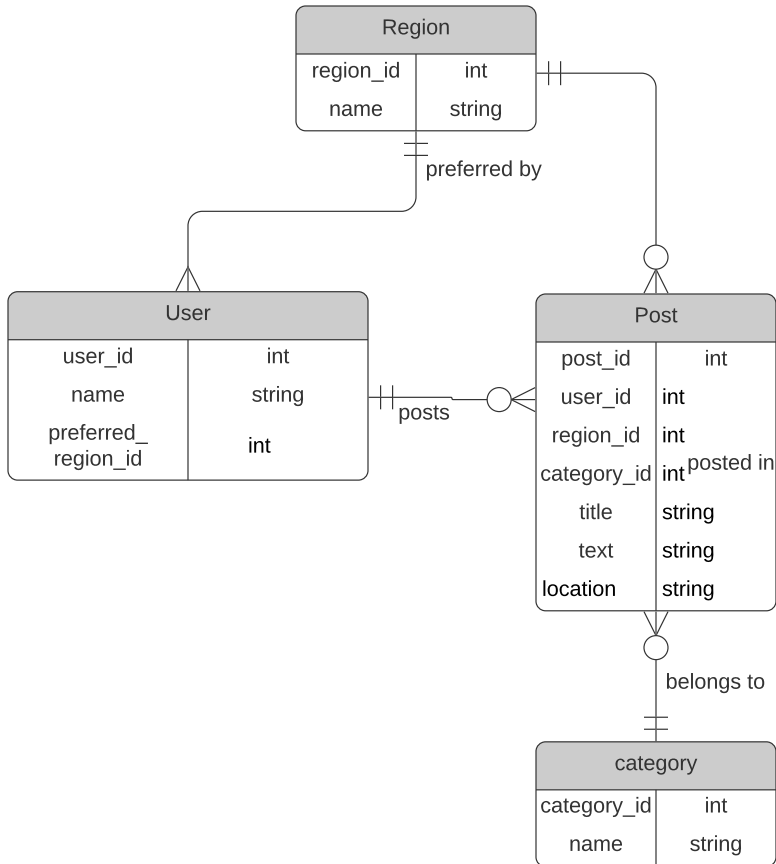 Region
region_id int
name string
preferred by
User
user_id int
name string
preferred_
region_id
int
posts
Post
post_id int
user_id int
region_id int
category_id int
posted in
title string
text string
location string
belongs to
category
category_id int
name string